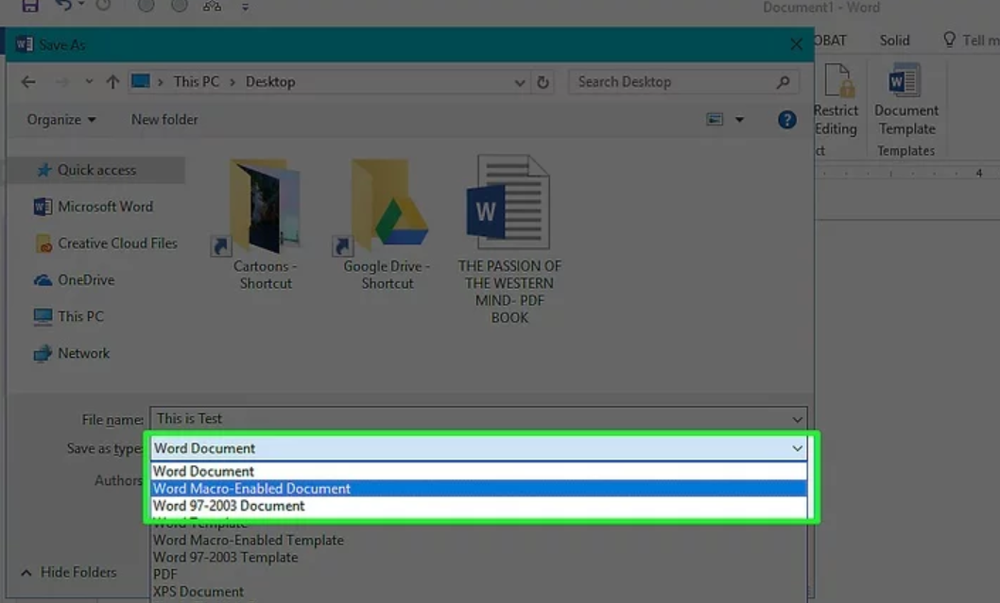 Document1 - Word
Save As
OBAT Solid Tell m
This PC > Desktop
Search Desktop
Organize New folder
Restrict
Editing
Document
Template
ct
Templates
4
Quick access
Microsoft Word
Creative Cloud Files
OneDrive
This PC
Network
Cartoons -
Shortcut
Google Drive -
Shortcut
W
THE PASSION OF
THE WESTERN
MIND- PDF
BOOK
File name: This is Test
Save as type: Word Document
Authors
Word Document
Word Macro-Enabled Document
Word 97-2003 Document
Word Template
Word Macro-Enabled Template
Word 97-2003 Template
PDF
XPS Document
Hide Folders